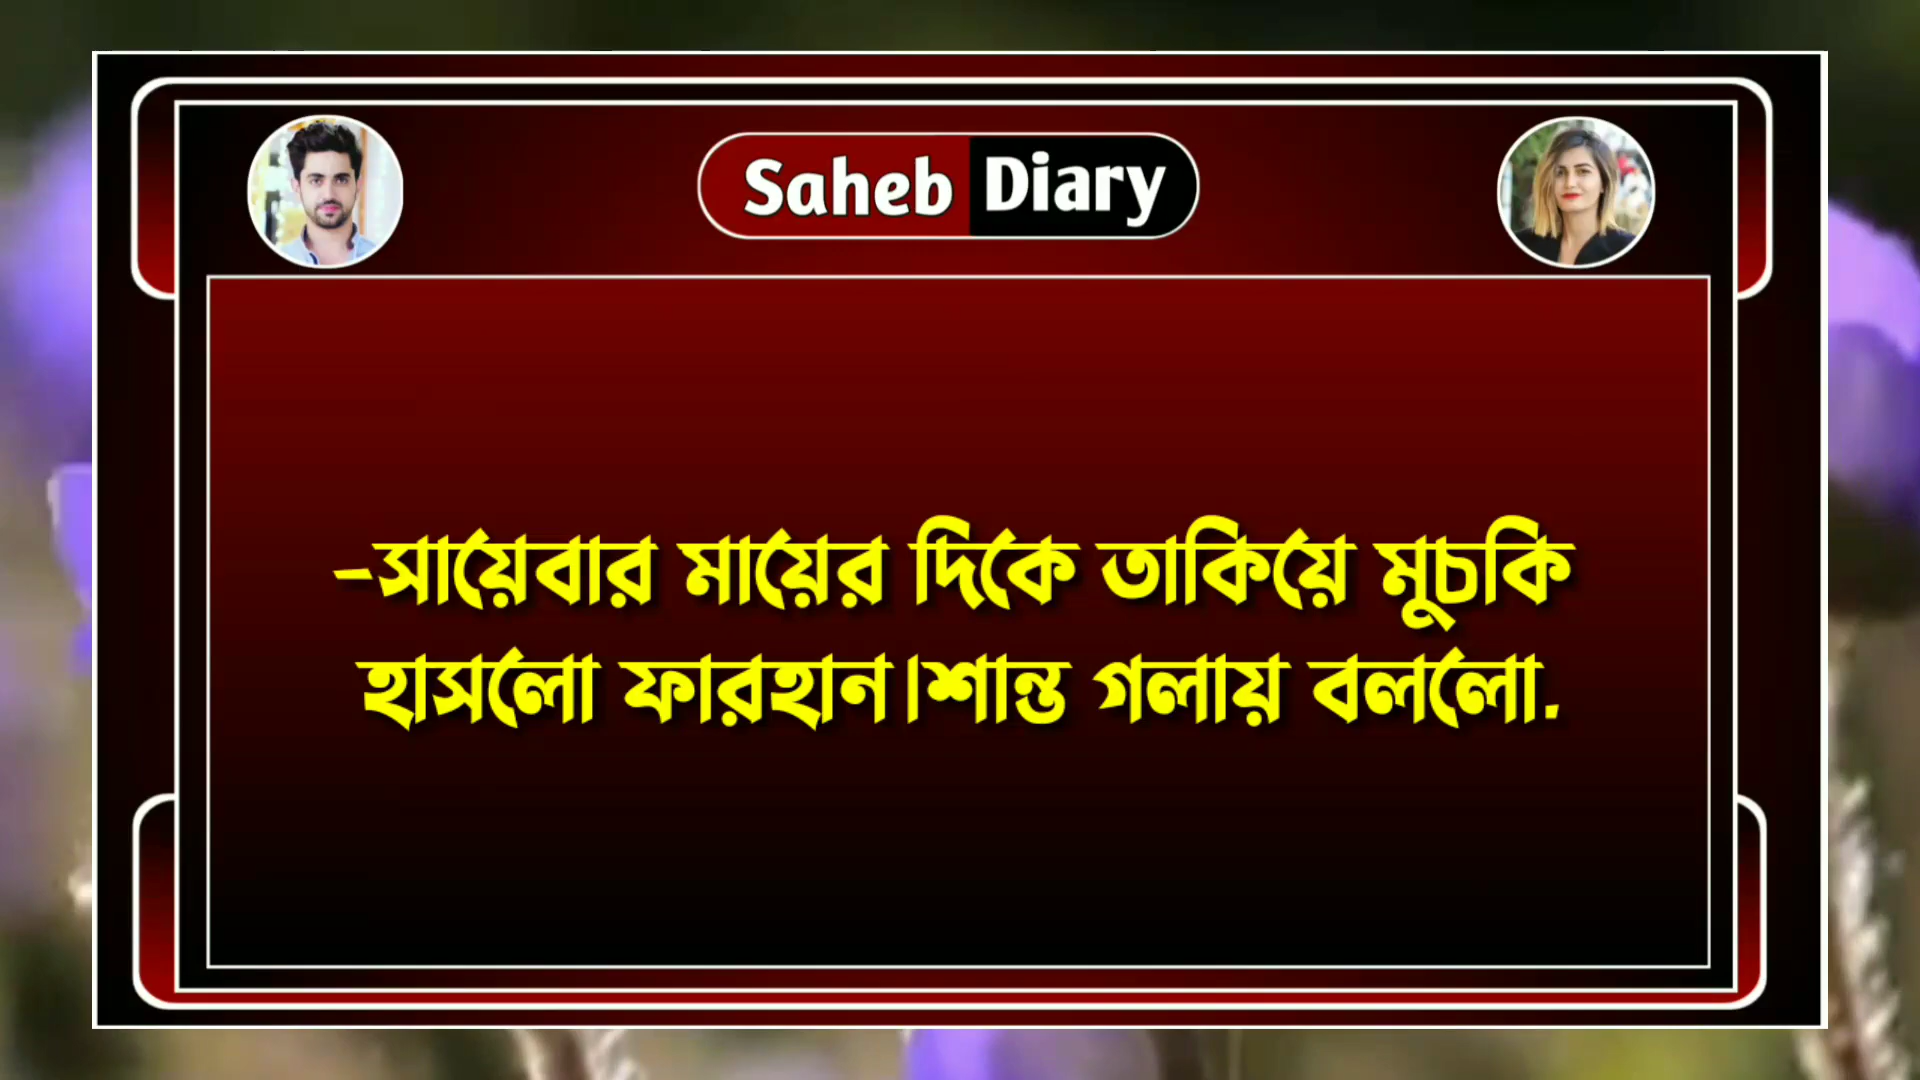 Saheb Diary
-সায়েবার মায়ের দিকে তাকিয়ে মুচকি
হাসলো ফারহান।শান্ত গলায় বললো.